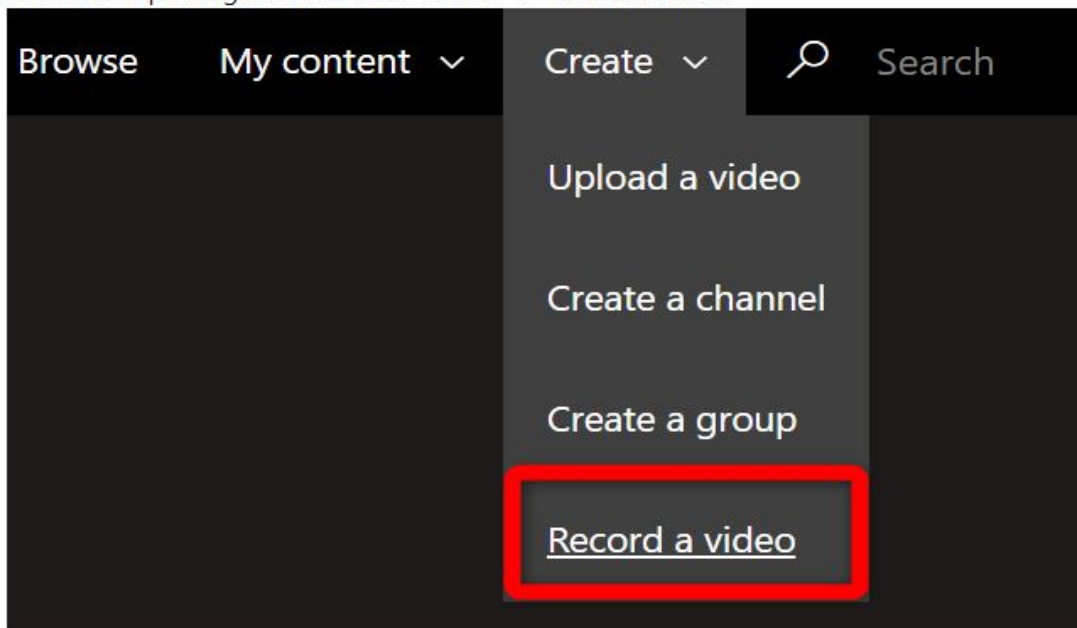 Browse My content Create Search
Upload a video
Create a channel
Create a group
Record a video